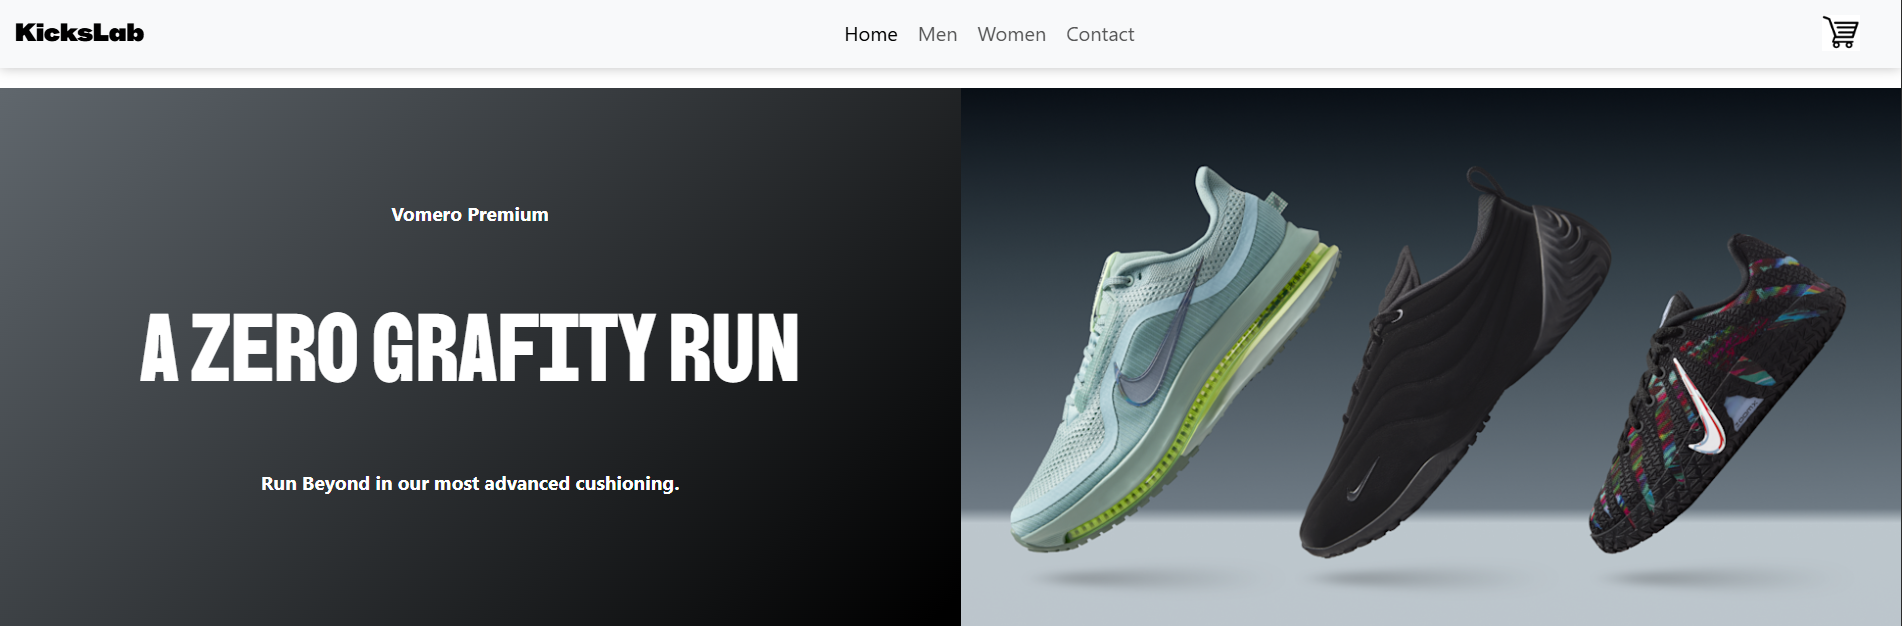 KicksLab
Home Men Women Contact
Vomero Premium
A ZERO GRAFITY RUN
Run Beyond in our most advanced cushioning.